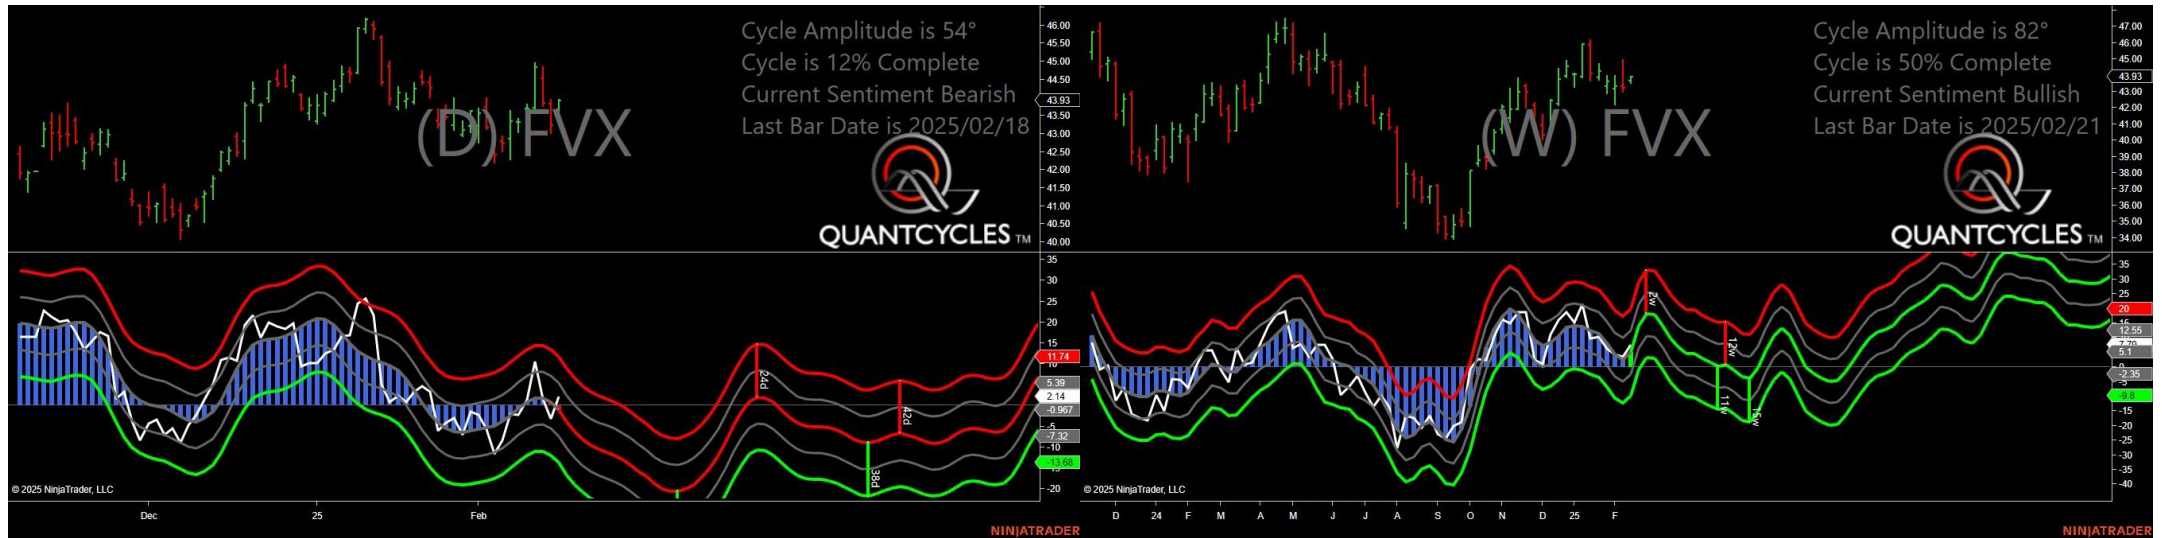 Cycle Amplitude is 54°
Cycle is 12% Complete
Current Sentiment Bearish
Last Bar Date is 2025/02/18
(D) FVX
QUANTCYCLES TM
46.00
45.50
45.00
44.50
43.93
43.50
43.00
42.50
42.00
41.50
41.00
40.50
40.00
35
30
25
20
15
11.74
10
5.39
2.14
-0.967
-5
-7.32
-10
-13.68
-20
24d
42d
38d
© 2025 NinjaTrader, LLC
Dec
25
Feb
NINJATRADER
Cycle Amplitude is 82°
Cycle is 50% Complete
Current Sentiment Bullish
Last Bar Date is 2025/02/21
(W) FVX
QUANTCYCLES TM
47.00
46.00
45.00
43.93
43.00
42.00
41.00
40.00
39.00
38.00
37.00
36.00
35.00
34.00
35
30
25
20
15
12.55
5.1
-2.35
-5
-9.8
-15
-20
-25
-30
-35
-40
2w
12w
11w
15w
© 2025 NinjaTrader, LLC
D
24
F
M
A
M
J
J
A
S
O
N
D
25
F
NINJATRADER